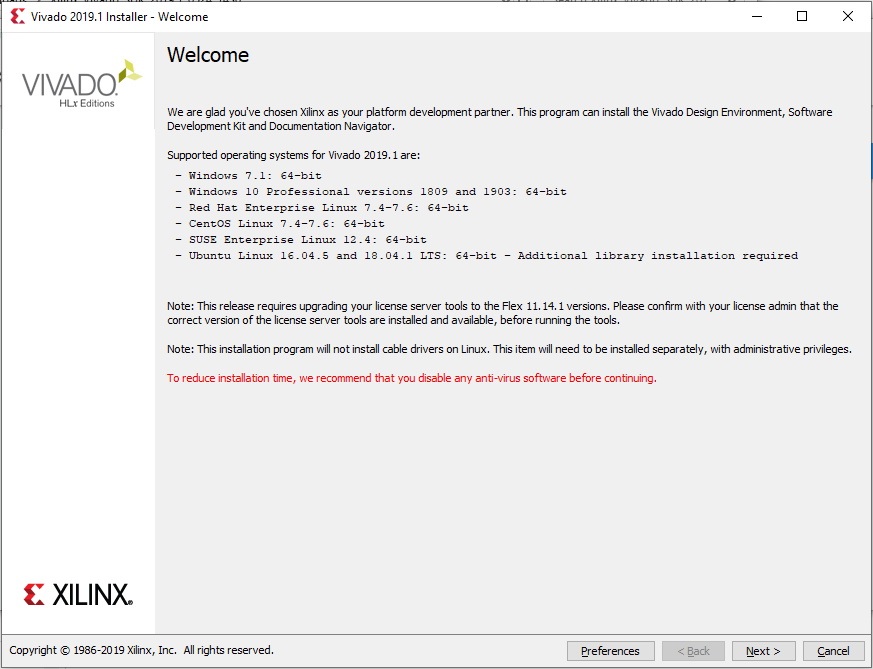 Vivado 2019.1 Installer - Welcome
VIVADO.
HLx Editions
Welcome
We are glad you've chosen Xilinx as your platform development partner. This program can install the Vivado Design Environment, Software
Development Kit and Documentation Navigator.
Supported operating systems for Vivado 2019.1 are:
- Windows 7.1: 64-bit
- Windows 10 Professional versions 1809 and 1903: 64-bit
- Red Hat Enterprise Linux 7.4-7.6: 64-bit
- CentOS Linux 7.4-7.6: 64-bit
- SUSE Enterprise Linux 12.4: 64-bit
- Ubuntu Linux 16.04.5 and 18.04.1 LTS: 64-bit - Additional library installation required
Note: This release requires upgrading your license server tools to the Flex 11.14.1 versions. Please confirm with your license admin that the
correct version of the license server tools are installed and available, before running the tools.
Note: This installation program will not install cable drivers on Linux. This item will need to be installed separately, with administrative privileges.
To reduce installation time, we recommend that you disable any anti-virus software before continuing.
XILINX®
Copyright © 1986-2019 Xilinx, Inc. All rights reserved.
Preferences
< Back
Next >
Cancel